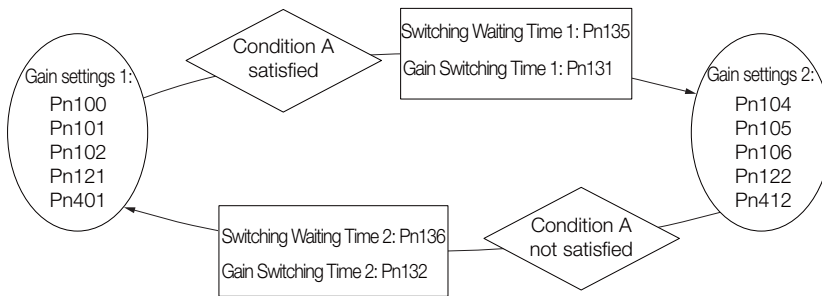 Gain settings 1:
Pn100
Pn101
Pn102
Pn121
Pn401
Condition A
satisfied
Switching Waiting Time 1: Pn135
Gain Switching Time 1: Pn131
Gain settings 2:
Pn104
Pn105
Pn106
Pn122
Pn412
Condition A
not satisfied
Switching Waiting Time 2: Pn136
Gain Switching Time 2: Pn132